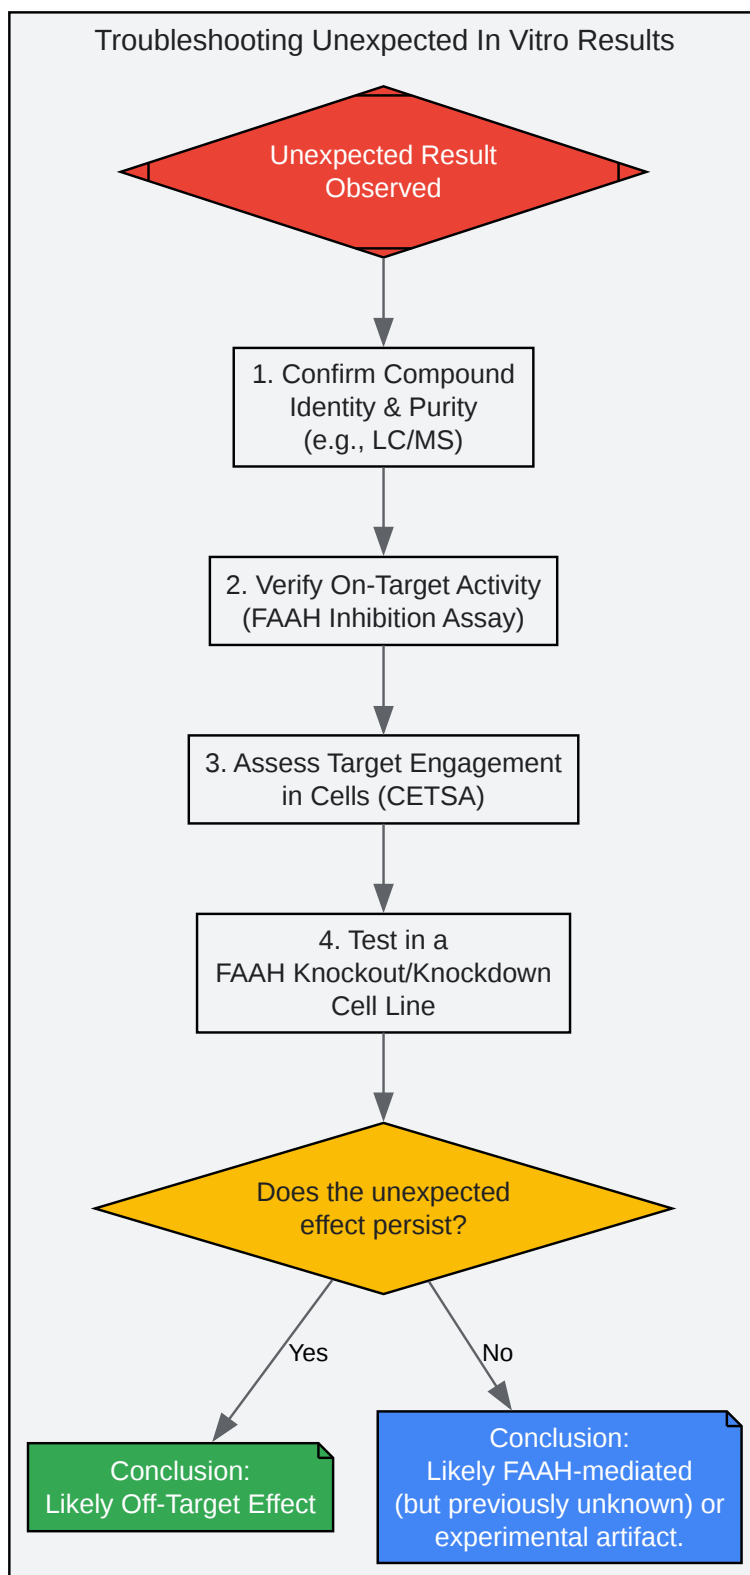 Troubleshooting Unexpected In Vitro Results
Unexpected Result
Observed
1. Confirm Compound
Identity & Purity
(e.g., LC/MS)
2. Verify On-Target Activity
(FAAH Inhibition Assay)
3. Assess Target Engagement
in Cells (CETSA)
4. Test in a
FAAH Knockout/Knockdown
Cell Line
Does the unexpected
effect persist?
Yes
No
Conclusion:
Likely Off-Target Effect
Conclusion:
Likely FAAH-mediated
(but previously unknown) or
experimental artifact.